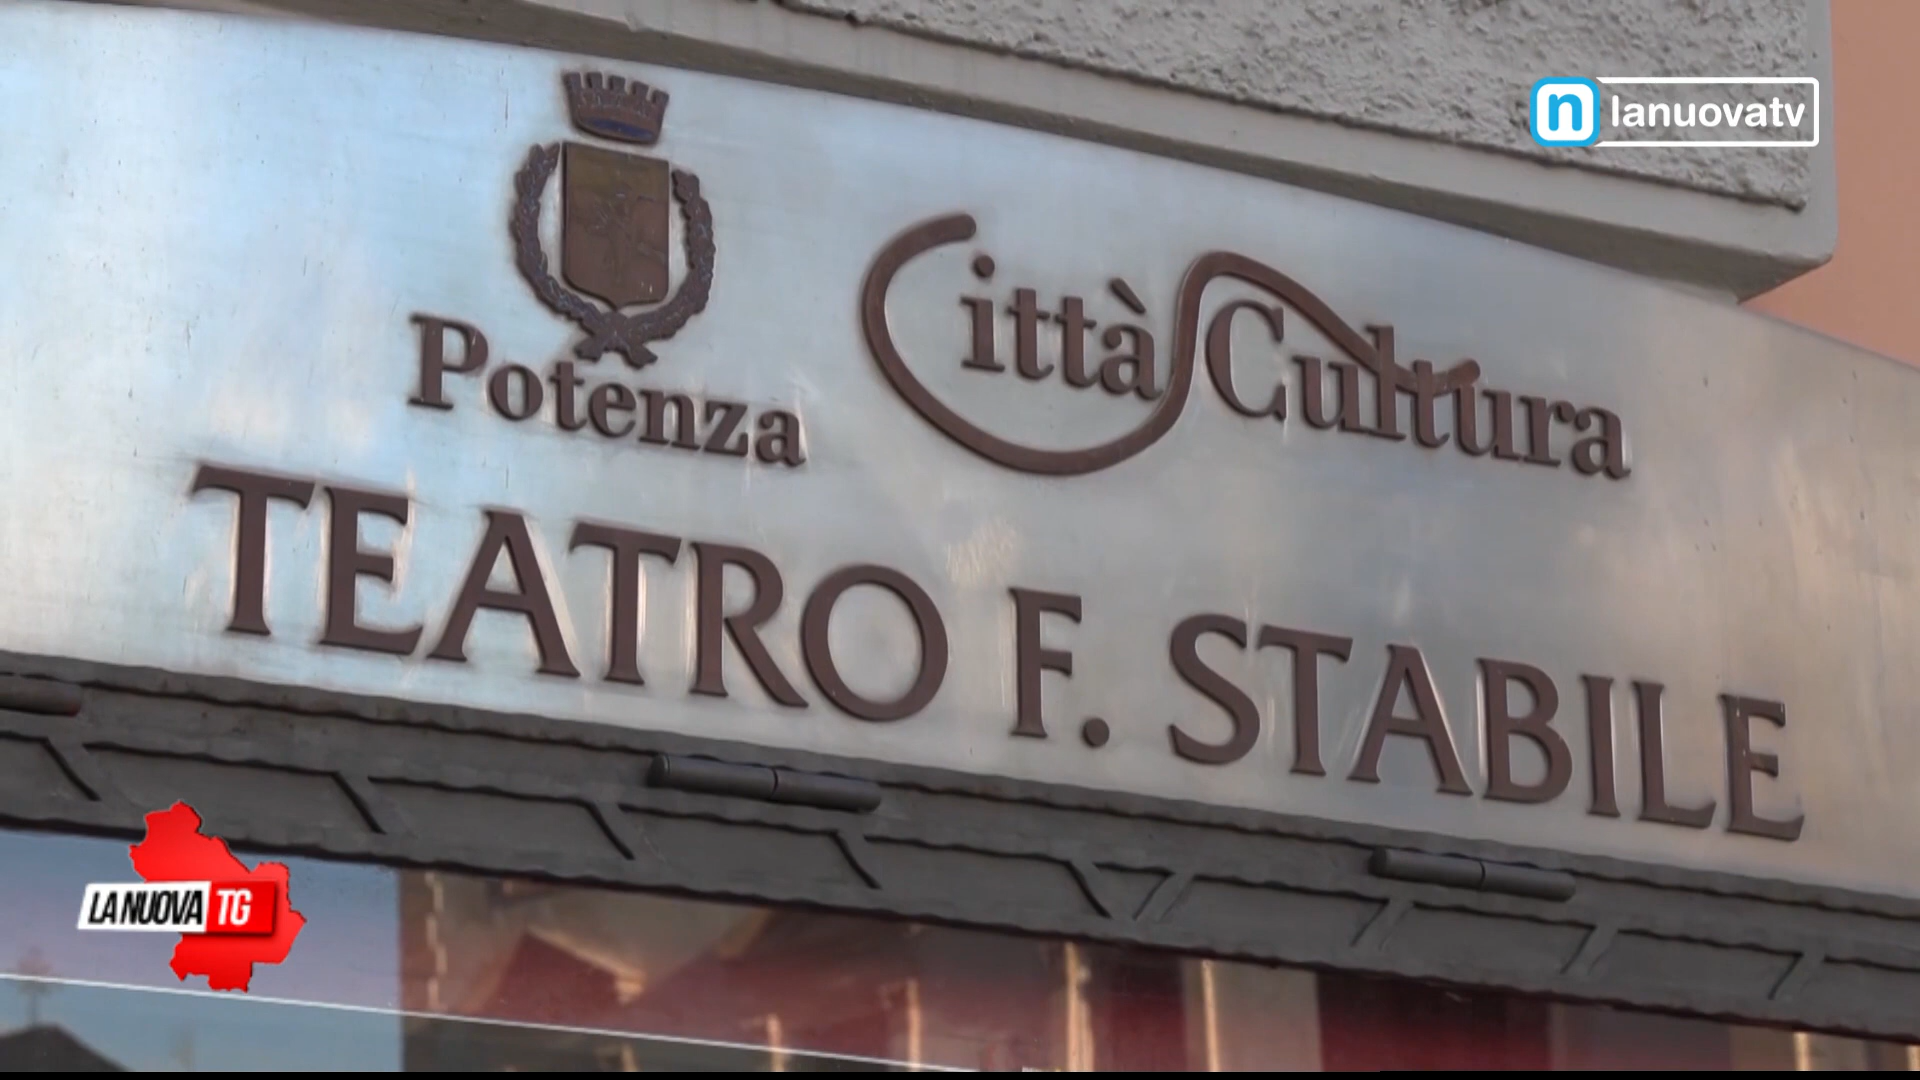 lanuovatv
Potenza
Città Cultura
TEATRO F. STABILE
LA NUOVA TG